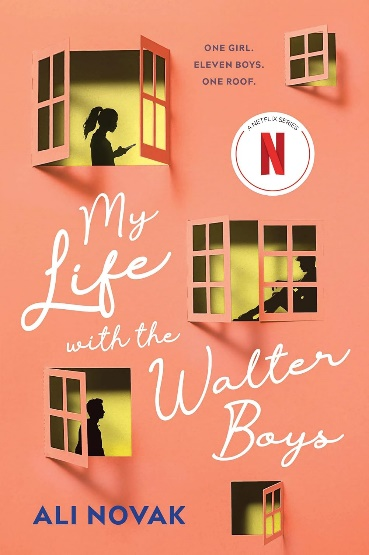 ONE GIRL.
ELEVEN BOYS.
ONE ROOF.
A NETFLIX SERIES
N
My
Life
with the
Walter
Boys
ALI NOVAK